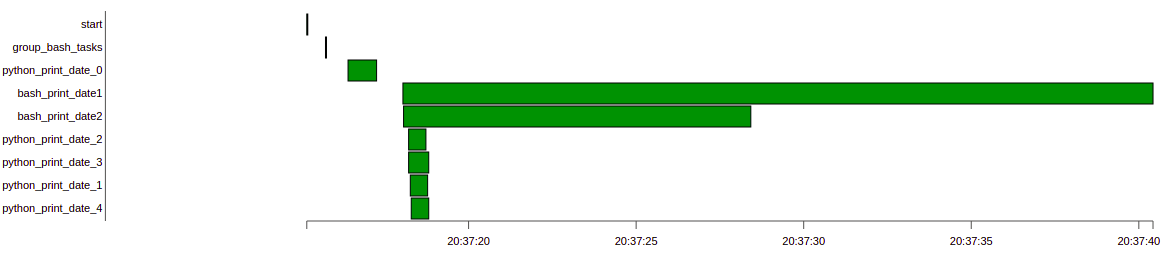 start
group_bash_tasks
python_print_date_0
bash_print_date1
bash_print_date2
python_print_date_2
python_print_date_3
python_print_date_1
python_print_date_4
20:37:20 20:37:25 20:37:30 20:37:35 20:37:40